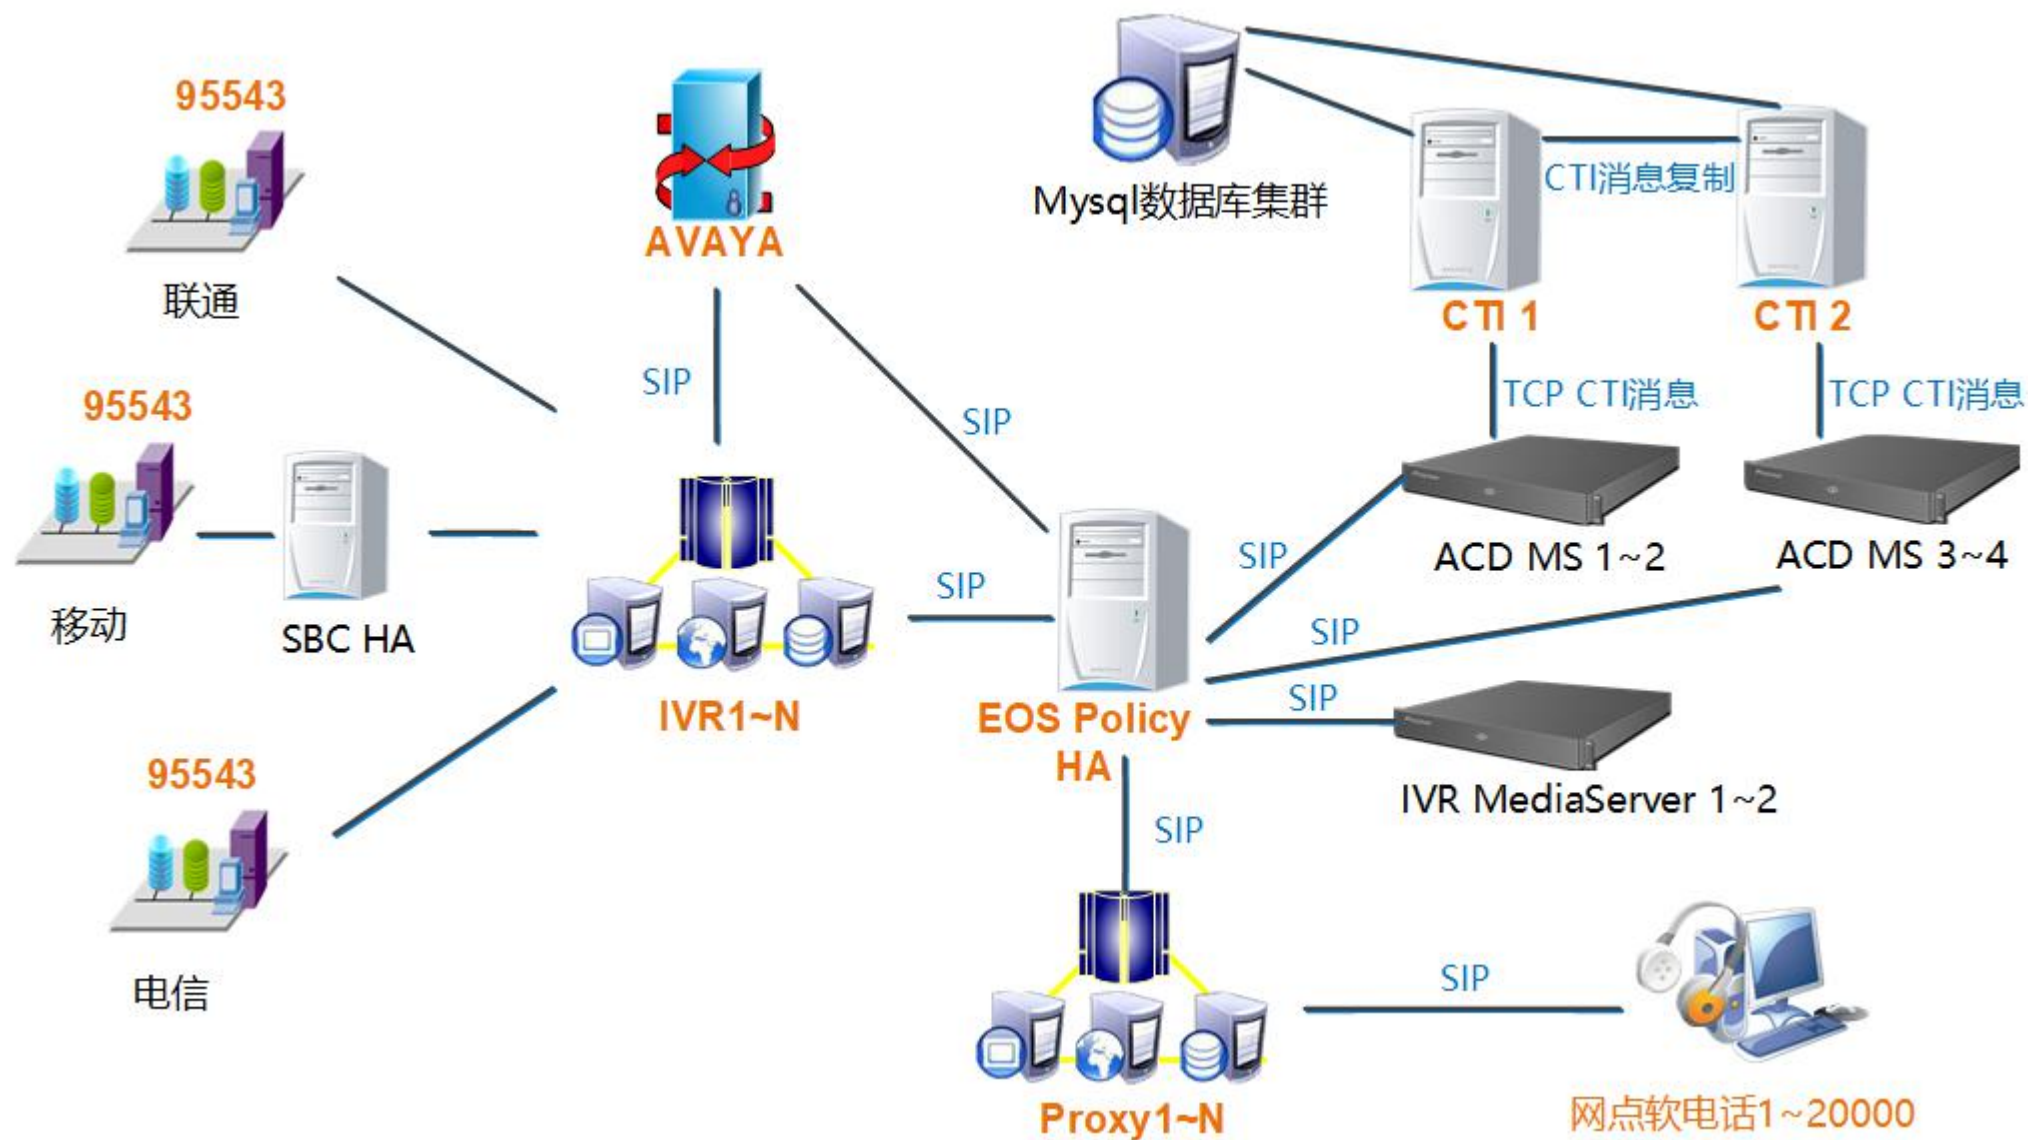 95543
联通
AVAYA
Mysql数据库集群
CTI消息复制
CTI 1
CTI 2
SIP
SIP
TCP CTI消息
TCP CTI消息
95543
移动
SBC HA
IVR1~N
SIP
EOS Policy
HA
SIP
ACD MS 1~2
ACD MS 3~4
SIP
SIP
IVR MediaServer 1~2
95543
电信
SIP
Proxy1~N
SIP
网点软电话1~20000